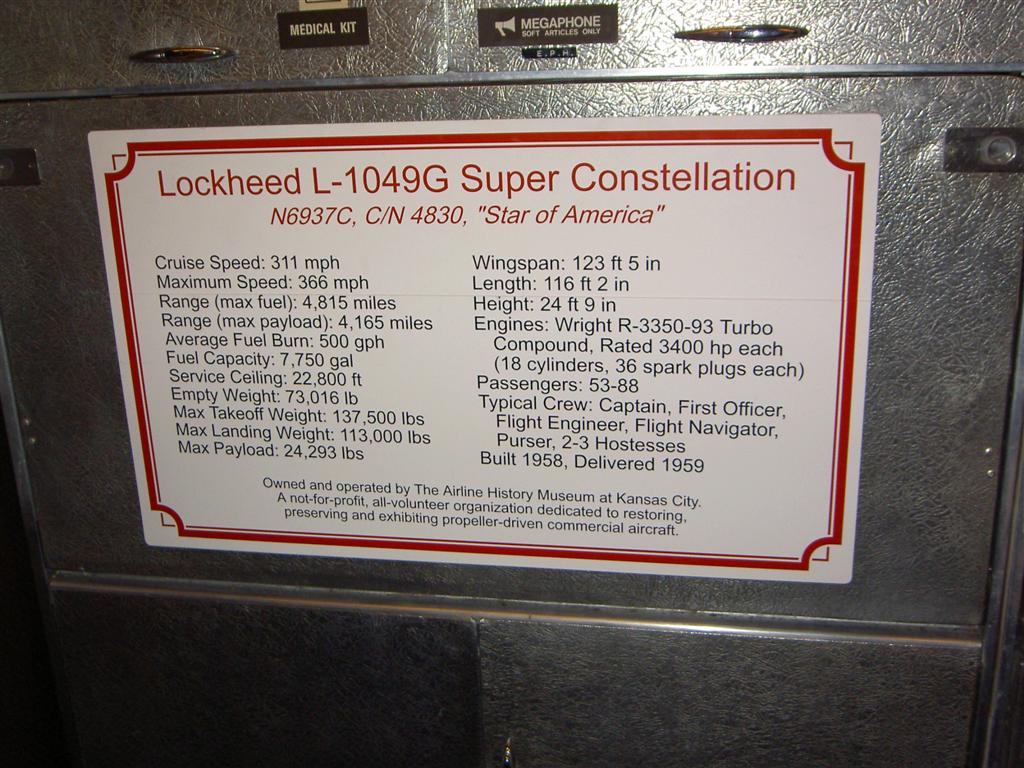 MEDICAL KIT
MEGAPHONE
SOFT ARTICLES ONLY
E.P.H.
Lockheed L-1049G Super Constellation
N6937C, C/N 4830, "Star of America"
Cruise Speed: 311 mph
Maximum Speed: 366 mph
Range (max fuel): 4,815 miles
Range (max payload): 4,165 miles
Average Fuel Burn: 500 gph
Fuel Capacity: 7,750 gal
Service Ceiling: 22,800 ft
Empty Weight: 73,016 lb
Max Takeoff Weight: 137,500 lbs
Max Landing Weight: 113,000 lbs
Max Payload: 24,293 lbs
Wingspan: 123 ft 5 in
Length: 116 ft 2 in
Height: 24 ft 9 in
Engines: Wright R-3350-93 Turbo
Compound, Rated 3400 hp each
(18 cylinders, 36 spark plugs each)
Passengers: 53-88
Typical Crew: Captain, First Officer,
Flight Engineer, Flight Navigator,
Purser, 2-3 Hostesses
Built 1958, Delivered 1959
Owned and operated by The Airline History Museum at Kansas City.
A not-for-profit, all-volunteer organization dedicated to restoring,
preserving and exhibiting propeller-driven commercial aircraft.